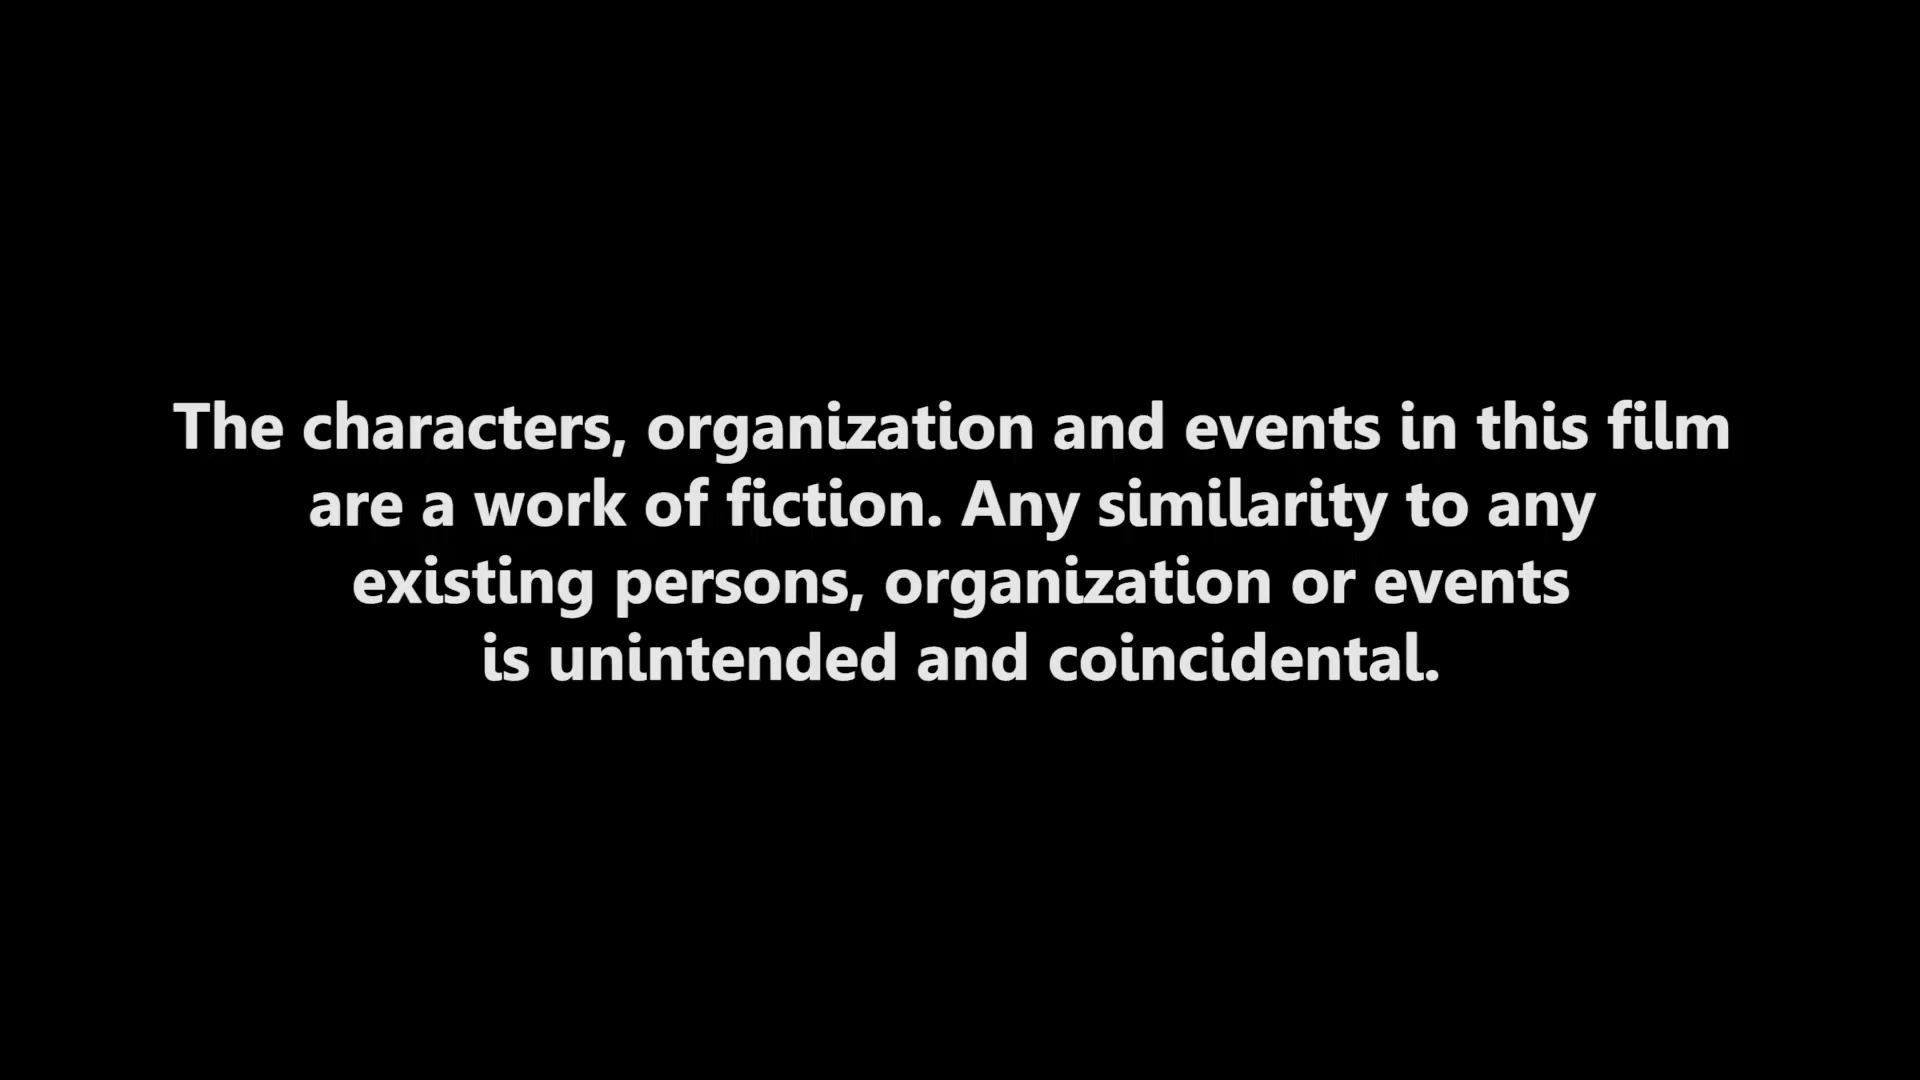 The characters, organization and events in this film
are a work of fiction. Any similarity to any
existing persons, organization or events
is unintended and coincidental.